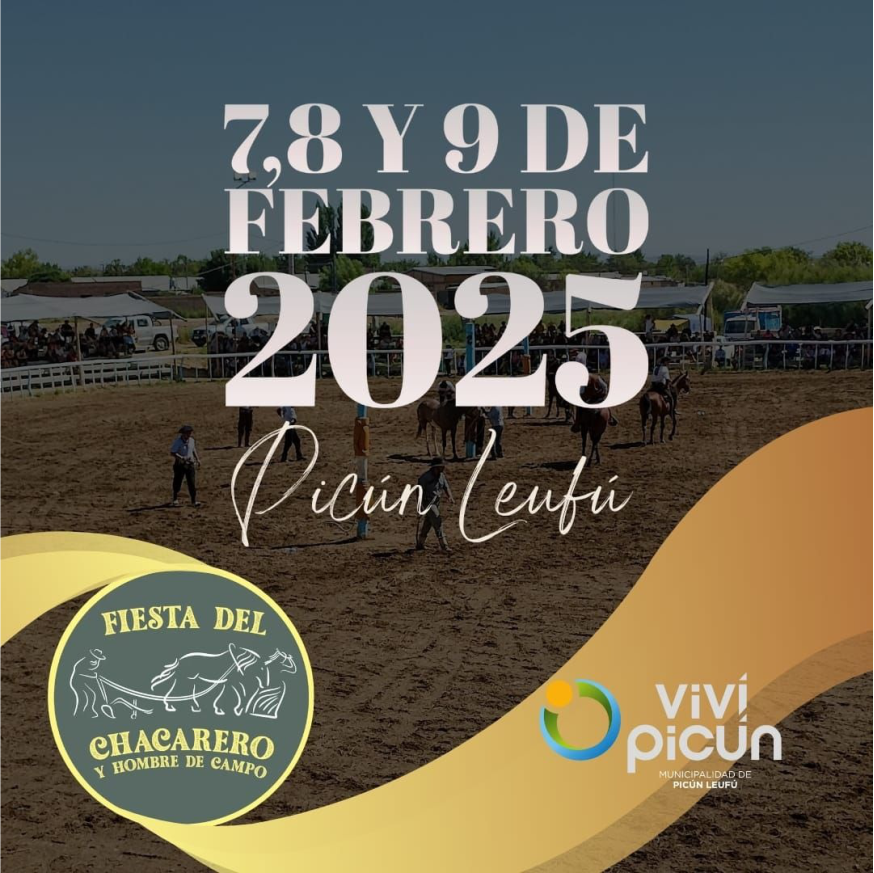 7,8 Y 9 DE
FEBRERO
2025
Picún Leufú
FIESTA DEL
CHACARERO
Y HOMBRE DE CAMPO
VIVÍ
PICÚN
MUNICIPALIDAD DE
PICÚN LEUFÚ